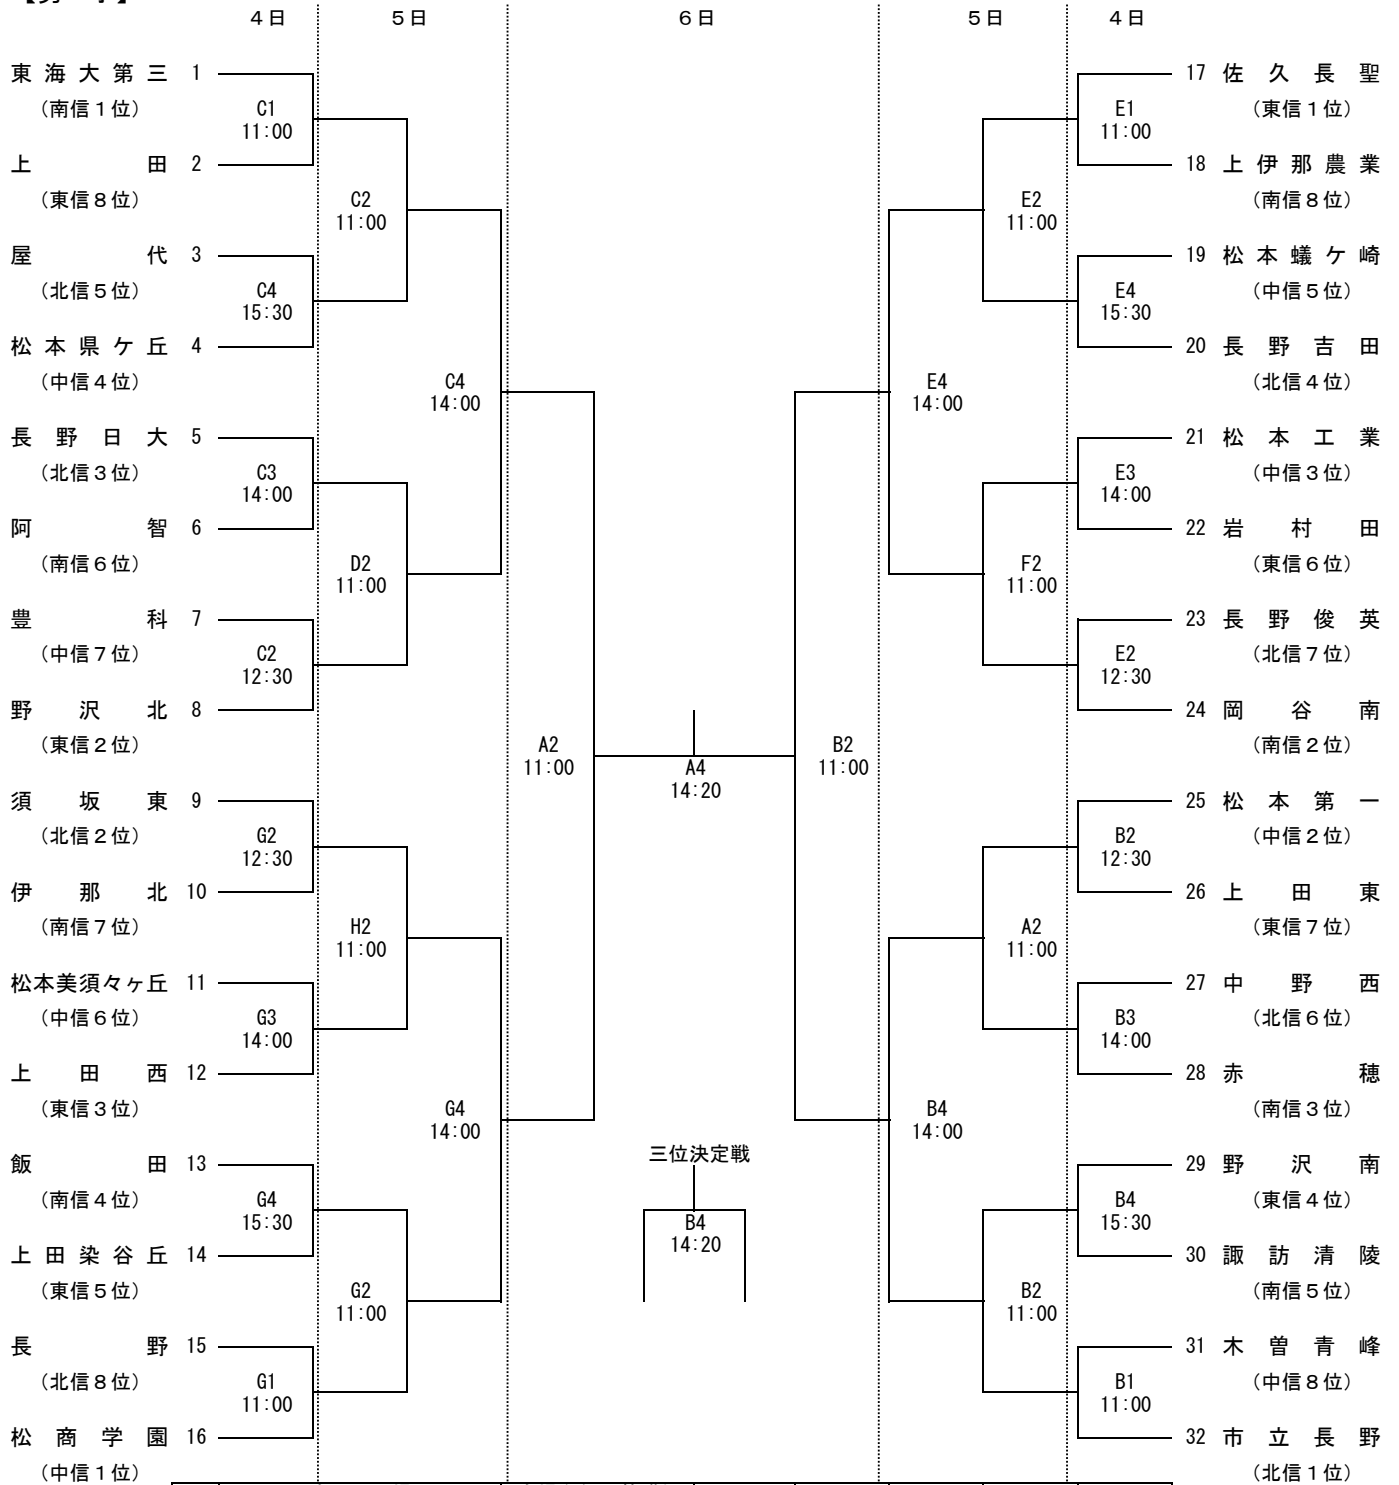 4日 5日 6日 5日 4日
東海大第三 1
(南信1位)
C1
11:00
上田 2
(東信8位)
C2
11:00
屋代 3
(北信5位)
C4
15:30
松本県ケ丘 4
(中信4位)
C4
14:00
長野日大 5
(北信3位)
C3
14:00
阿智 6
(南信6位)
D2
11:00
豊科 7
(中信7位)
C2
12:30
野沢北 8
(東信2位)
A2
11:00
須坂東 9
(北信2位)
G2
12:30
伊那北 10
(南信7位)
H2
11:00
松本美須々ヶ丘 11
(中信6位)
G3
14:00
上田西 12
(東信3位)
G4
14:00
飯田 13
(南信4位)
G4
15:30
上田染谷丘 14
(東信5位)
G2
11:00
長野 15
(北信8位)
G1
11:00
松商学園 16
(中信1位)
A4
14:20
三位決定戦
B4
14:20
17 佐久長聖
(東信1位)
E1
11:00
18 上伊那農業
(南信8位)
E2
11:00
19 松本蟻ケ崎
(中信5位)
E4
15:30
20 長野吉田
(北信4位)
E4
14:00
21 松本工業
(中信3位)
E3
14:00
22 岩村田
(東信6位)
F2
11:00
23 長野俊英
(北信7位)
E2
12:30
24 岡谷南
(南信2位)
B2
11:00
25 松本第一
(中信2位)
B2
12:30
26 上田東
(東信7位)
A2
11:00
27 中野西
(北信6位)
B3
14:00
28 赤穂
(南信3位)
B4
14:00
29 野沢南
(東信4位)
B4
15:30
30 諏訪清陵
(南信5位)
B2
11:00
31 木曽青峰
(中信8位)
B1
11:00
32 市立長野
(北信1位)